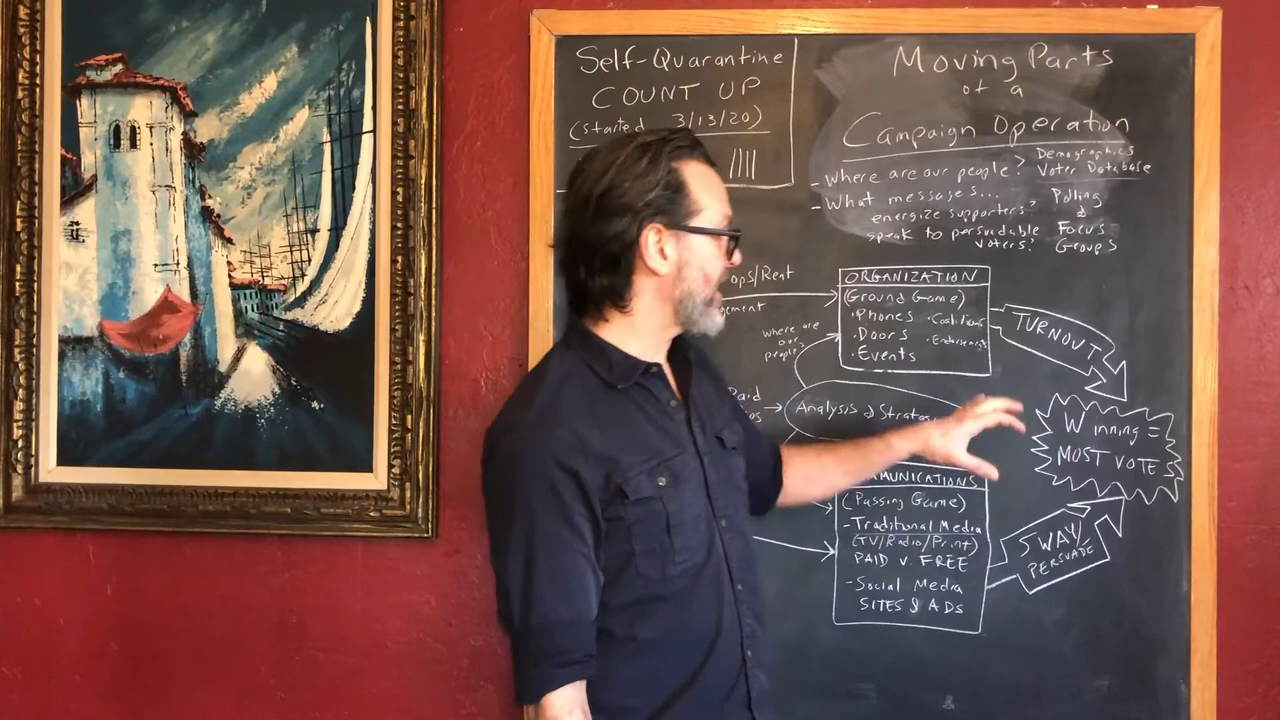 Self-Quarantine
COUNT UP
(started 3/13/20)
Moving Parts
of a
Campaign Operation
- Where are our people? Demographics
Voter Database
- What messages...
energize supporters?
speak to persuadable
voters?
Polling
&
Focus
Groups
ops/Rent
ORGANIZATION
(Ground Game)
· Phones · Coalitions
· Doors · Endorsements
· Events
TURNOUT
where are
our
people?
Paid
Analysis & Strategy
Winning =
MOST VOTES
(Passing Game)
- Traditional Media
(TV/Radio/Print)
PAID v. FREE
- Social Media
SITES & ADS
SWAY/
PERSUADE